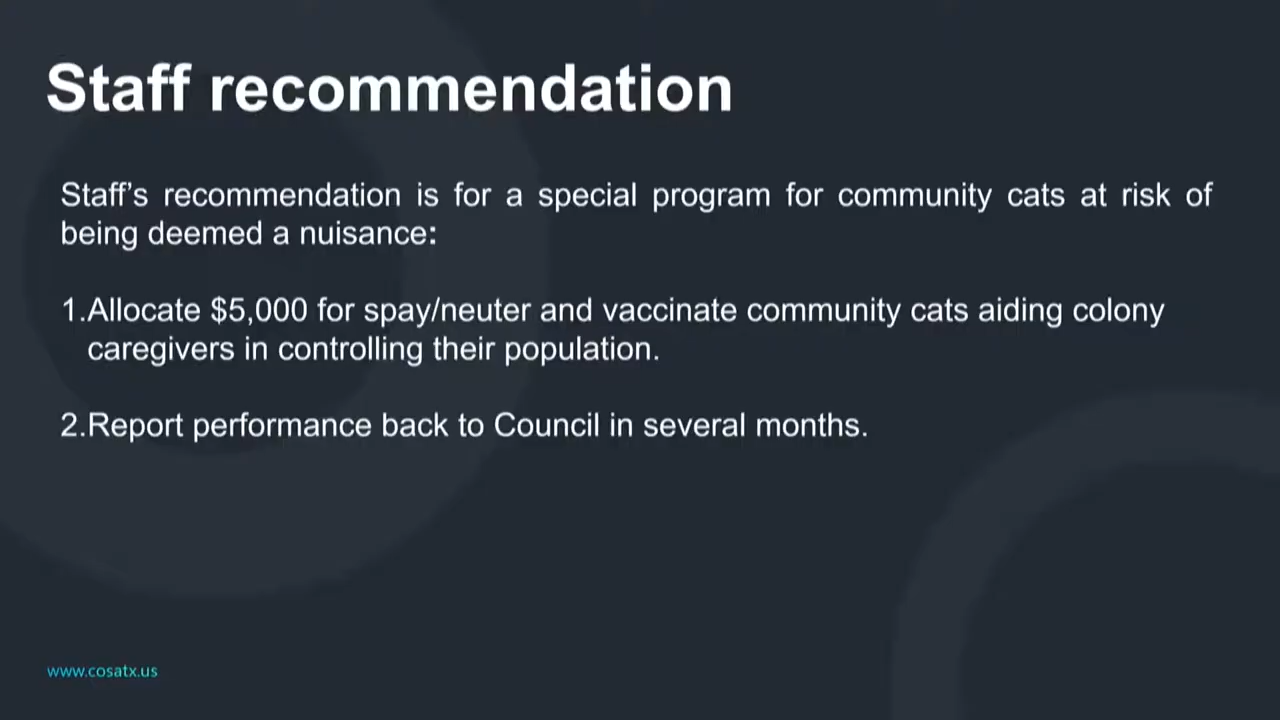 Staff recommendation
Staff's recommendation is for a special program for community cats at risk of
being deemed a nuisance:
1.Allocate $5,000 for spay/neuter and vaccinate community cats aiding colony
caregivers in controlling their population.
2.Report performance back to Council in several months.
www.cosatx.us